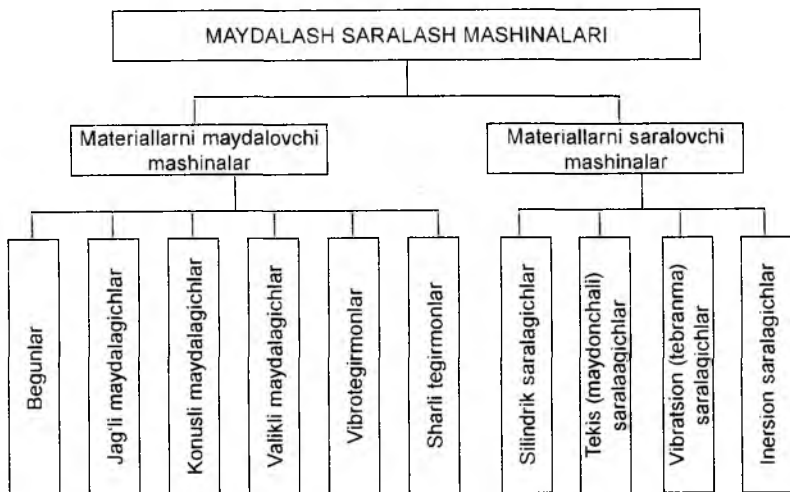 MAYDALASH SARALASH MASHINALARI
Materiallarni maydalovchi
mashinalar
Materiallarni saralovchi
mashinalar
Begunlar
Jag'li maydalagichlar
Konusli maydalagichlar
Valikli maydalagichlar
Vibrotegirmonlar
Sharli tegirmonlar
Silindrik saralagichlar
Tekis (maydonchali)
saralaagichlar
Vibratsion (tebranma)
saralagichlar
Inersion saralagichlar